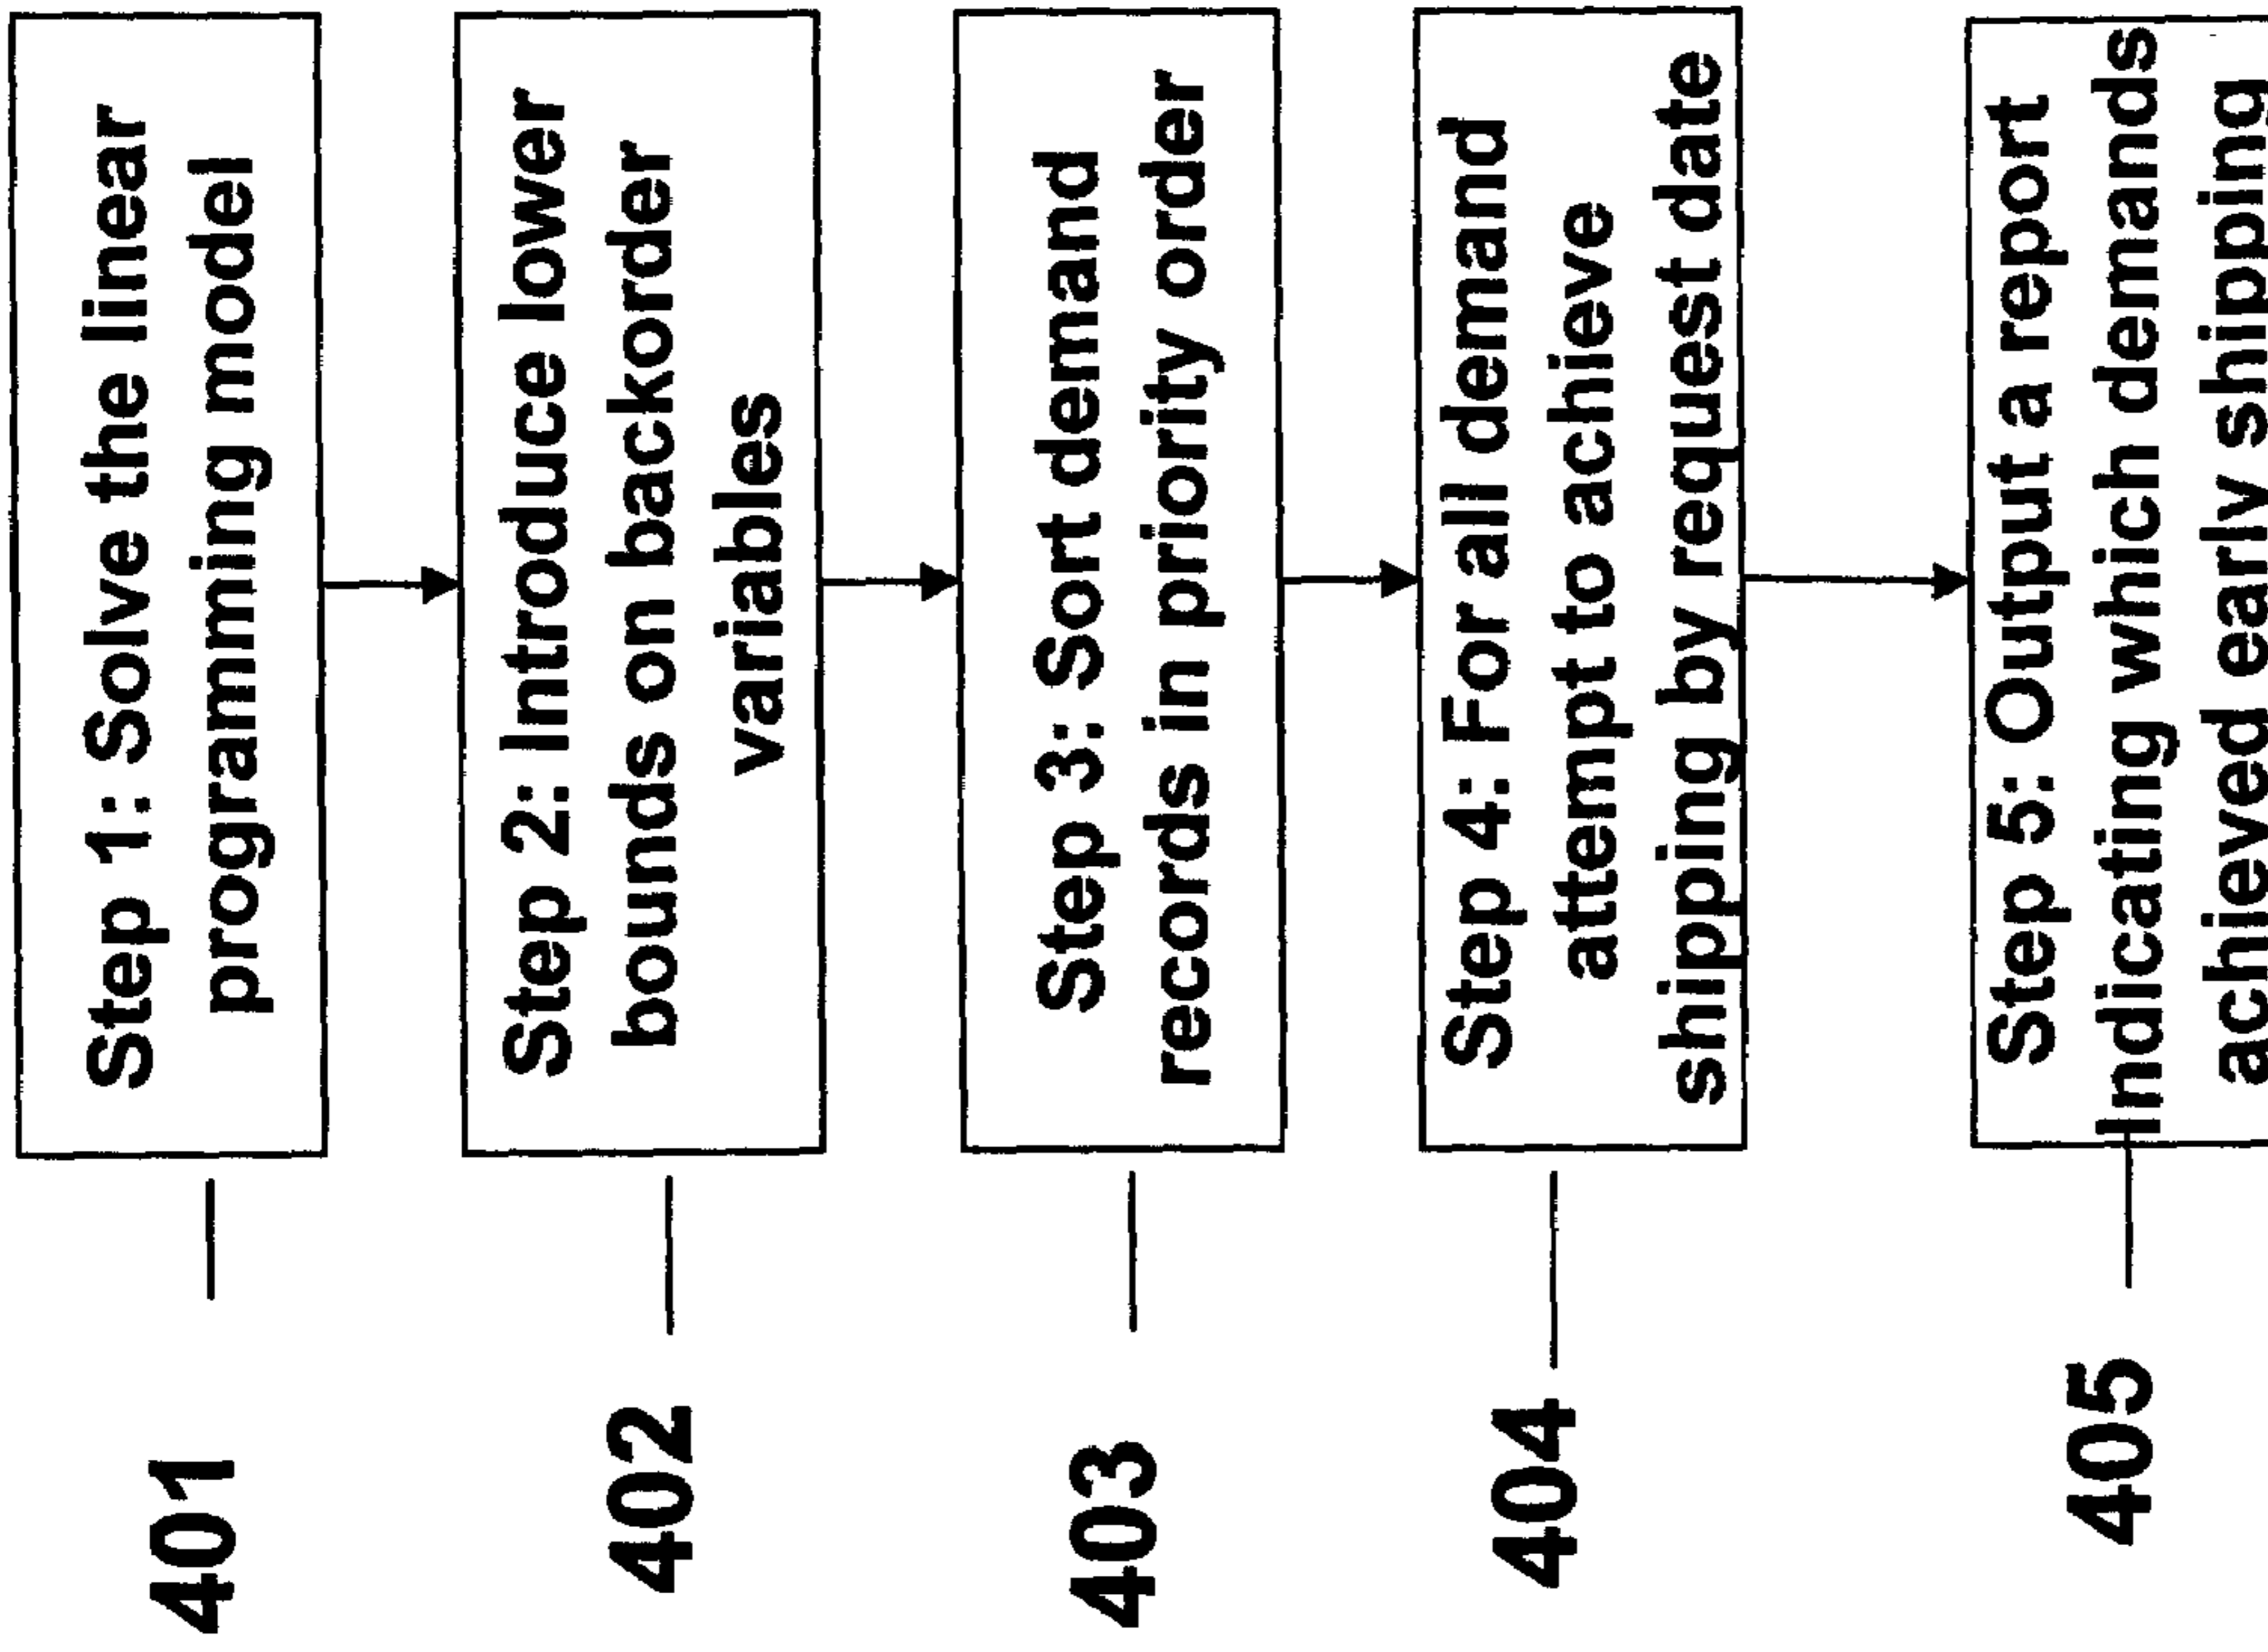 401
Step 1: Solve the linear
programming model
402
Step 2: Introduce lower
bounds on backorder
variables
403
Step 3: Sort demand
records in priority order
404
Step 4: For all demand
attempt to achieve
shipping by request date
405
Step 5: Output a report
Indicating which demands
achieved early shipping